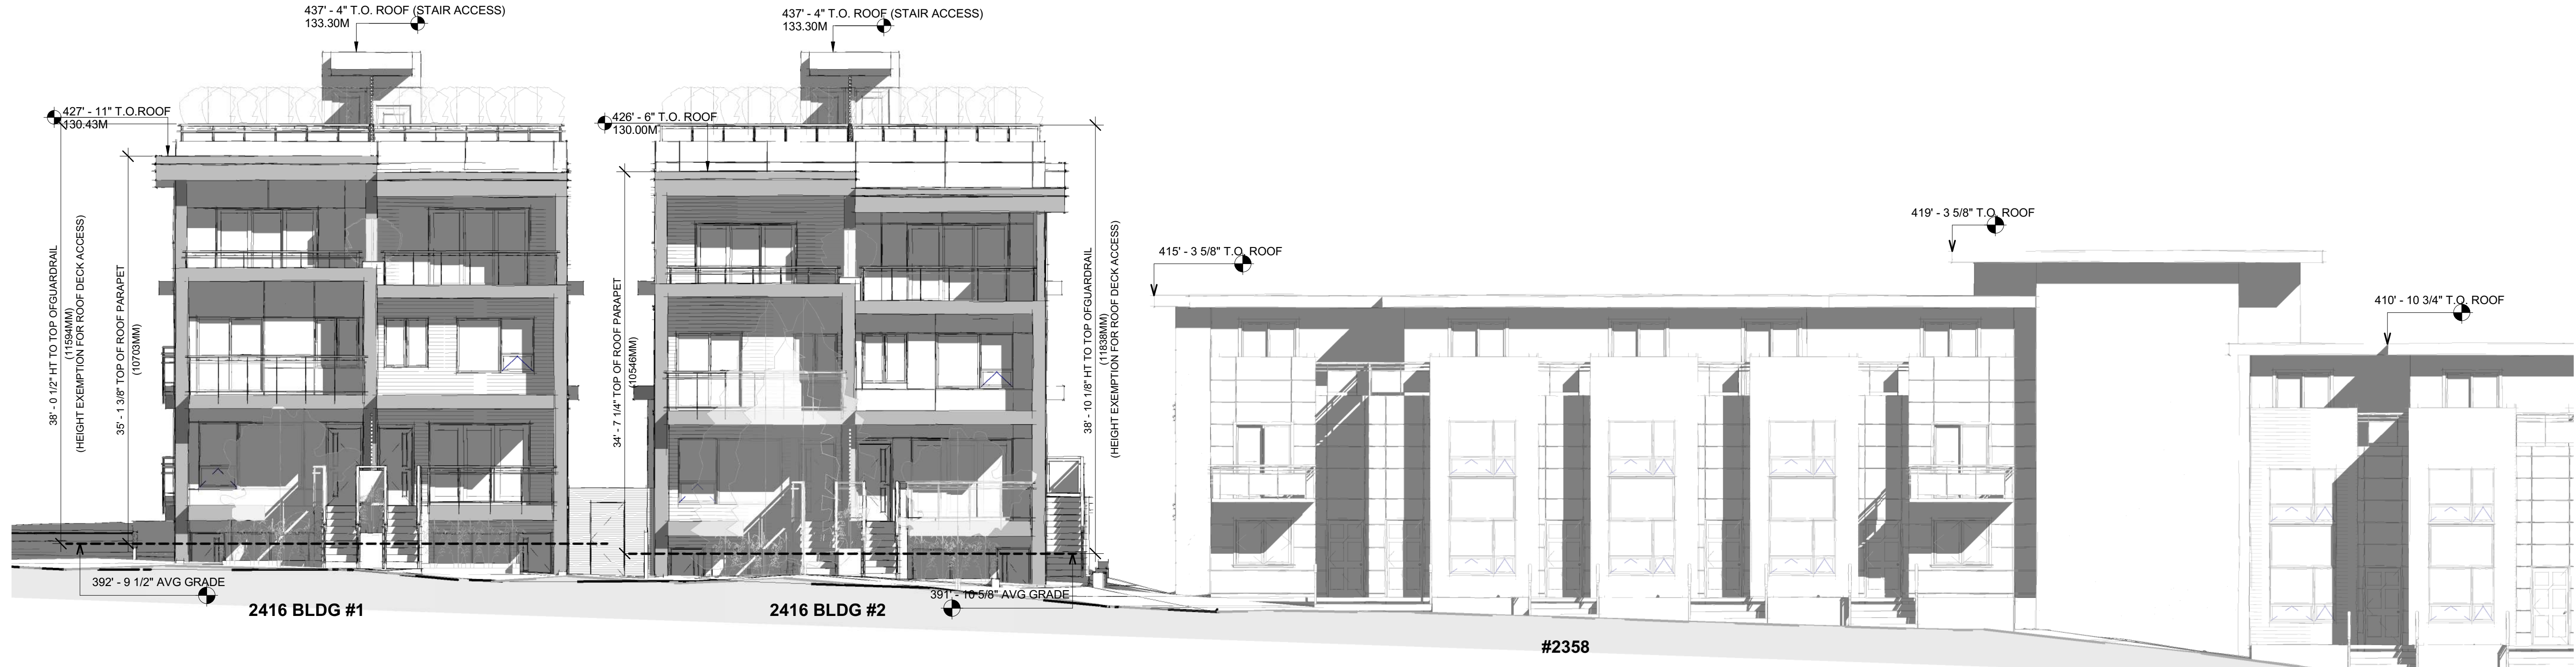 437' - 4" T.O. ROOF (STAIR ACCESS)
133.30M
437' - 4" T.O. ROOF (STAIR ACCESS)
133.30M
427' - 11" T.O.ROOF
130.43M
426' - 6" T.O. ROOF
130.00M
38' - 0 1/2" HT TO TOP OFGUARDRAIL
(11594MM)
(HEIGHT EXEMPTION FOR ROOF DECK ACCESS)
35' - 1 3/8" TOP OF ROOF PARAPET
(10703MM)
34' - 7 1/4" TOP OF ROOF PARAPET
(10546MM)
38' - 10 1/8" HT TO TOP OFGUARDRAIL
(11838MM)
(HEIGHT EXEMPTION FOR ROOF DECK ACCESS)
415' - 3 5/8" T.O. ROOF
419' - 3 5/8" T.O. ROOF
410' - 10 3/4" T.O. ROOF
392' - 9 1/2" AVG GRADE
391' - 10 5/8" AVG GRADE
2416 BLDG #1
2416 BLDG #2
#2358